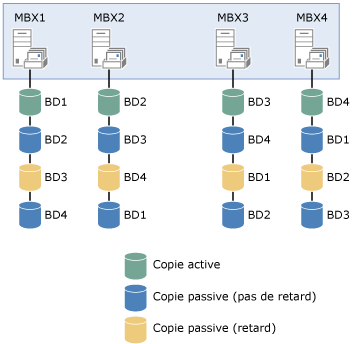 MBX1 MBX2 MBX3 MBX4
BD1 BD2 BD3 BD4
BD2 BD3 BD4 BD1
BD3 BD4 BD1 BD2
BD4 BD1 BD2 BD3
Copie active
Copie passive (pas de retard)
Copie passive (retard)